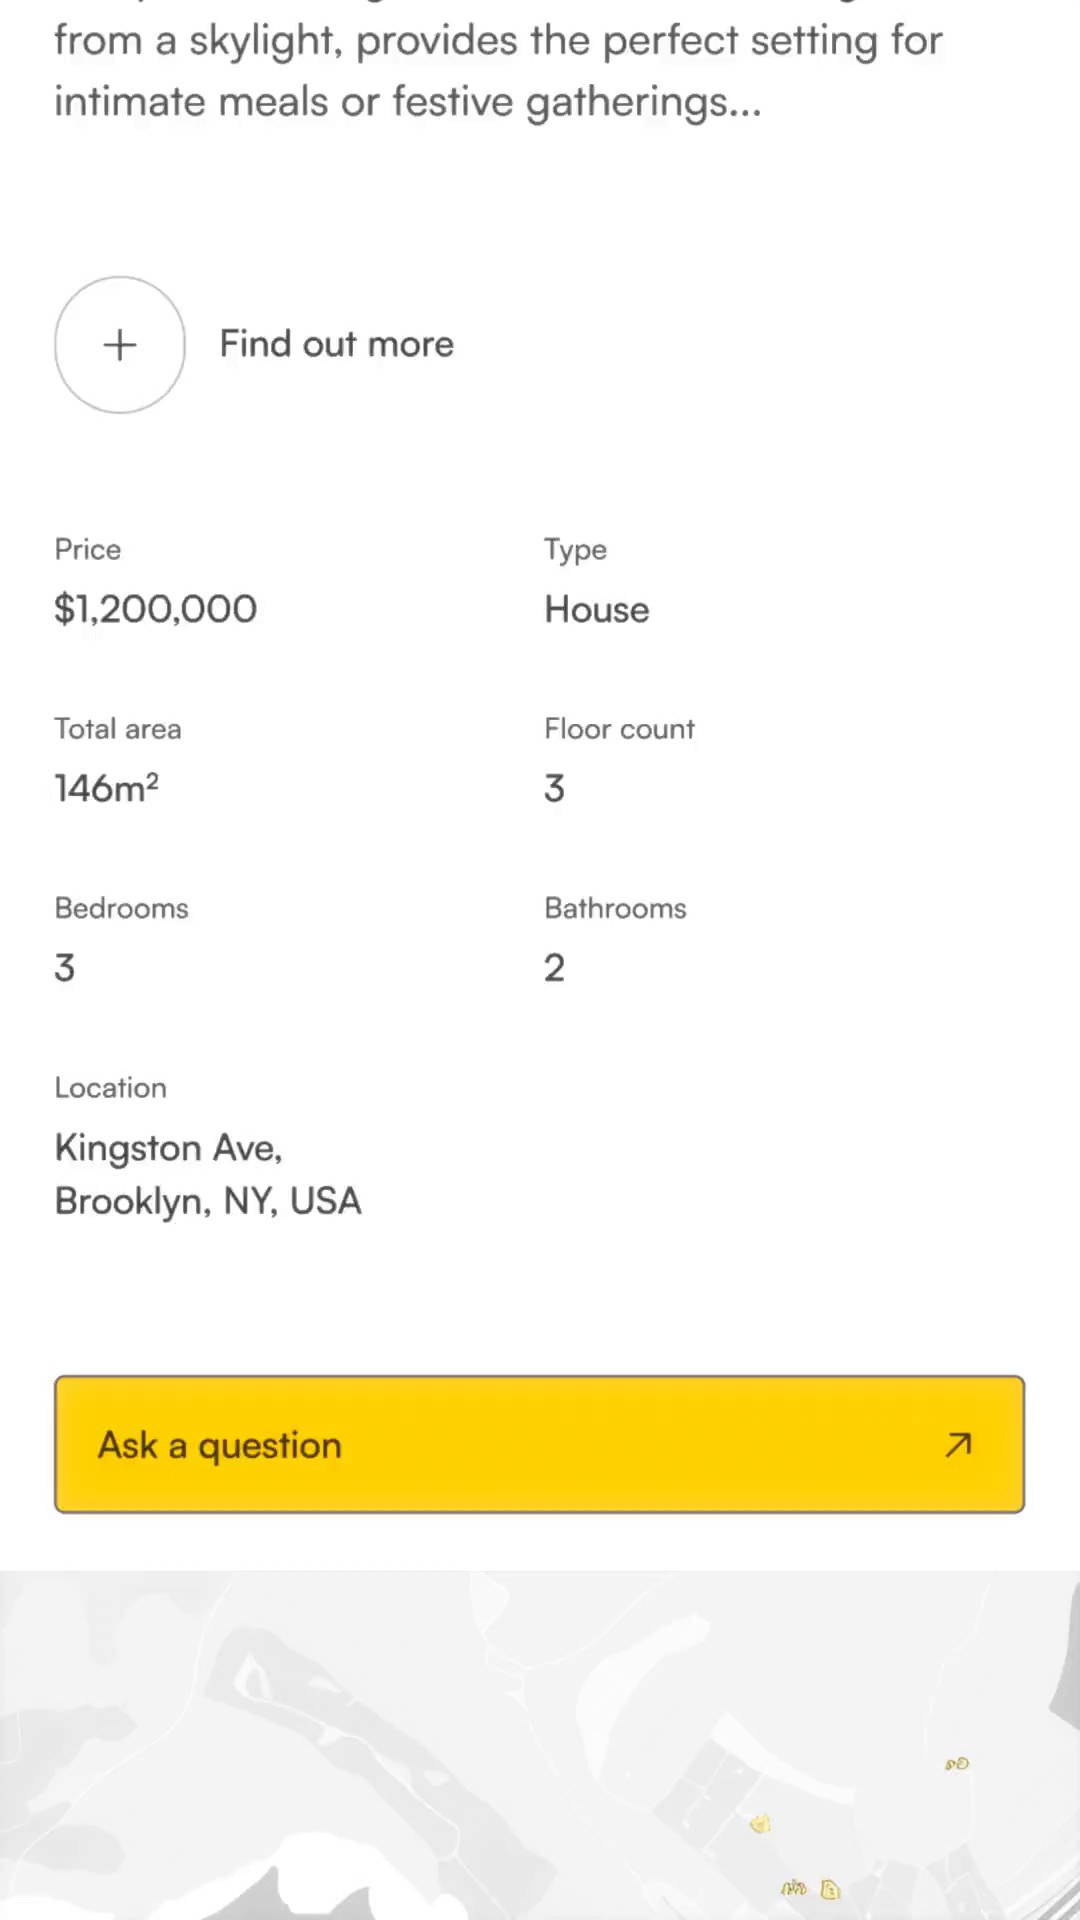 from a skylight, provides the perfect setting for
intimate meals or festive gatherings...
Find out more
Price
$1,200,000
Type
House
Total area
146m²
Floor count
3
Bedrooms
3
Bathrooms
2
Location
Kingston Ave,
Brooklyn, NY, USA
Ask a question